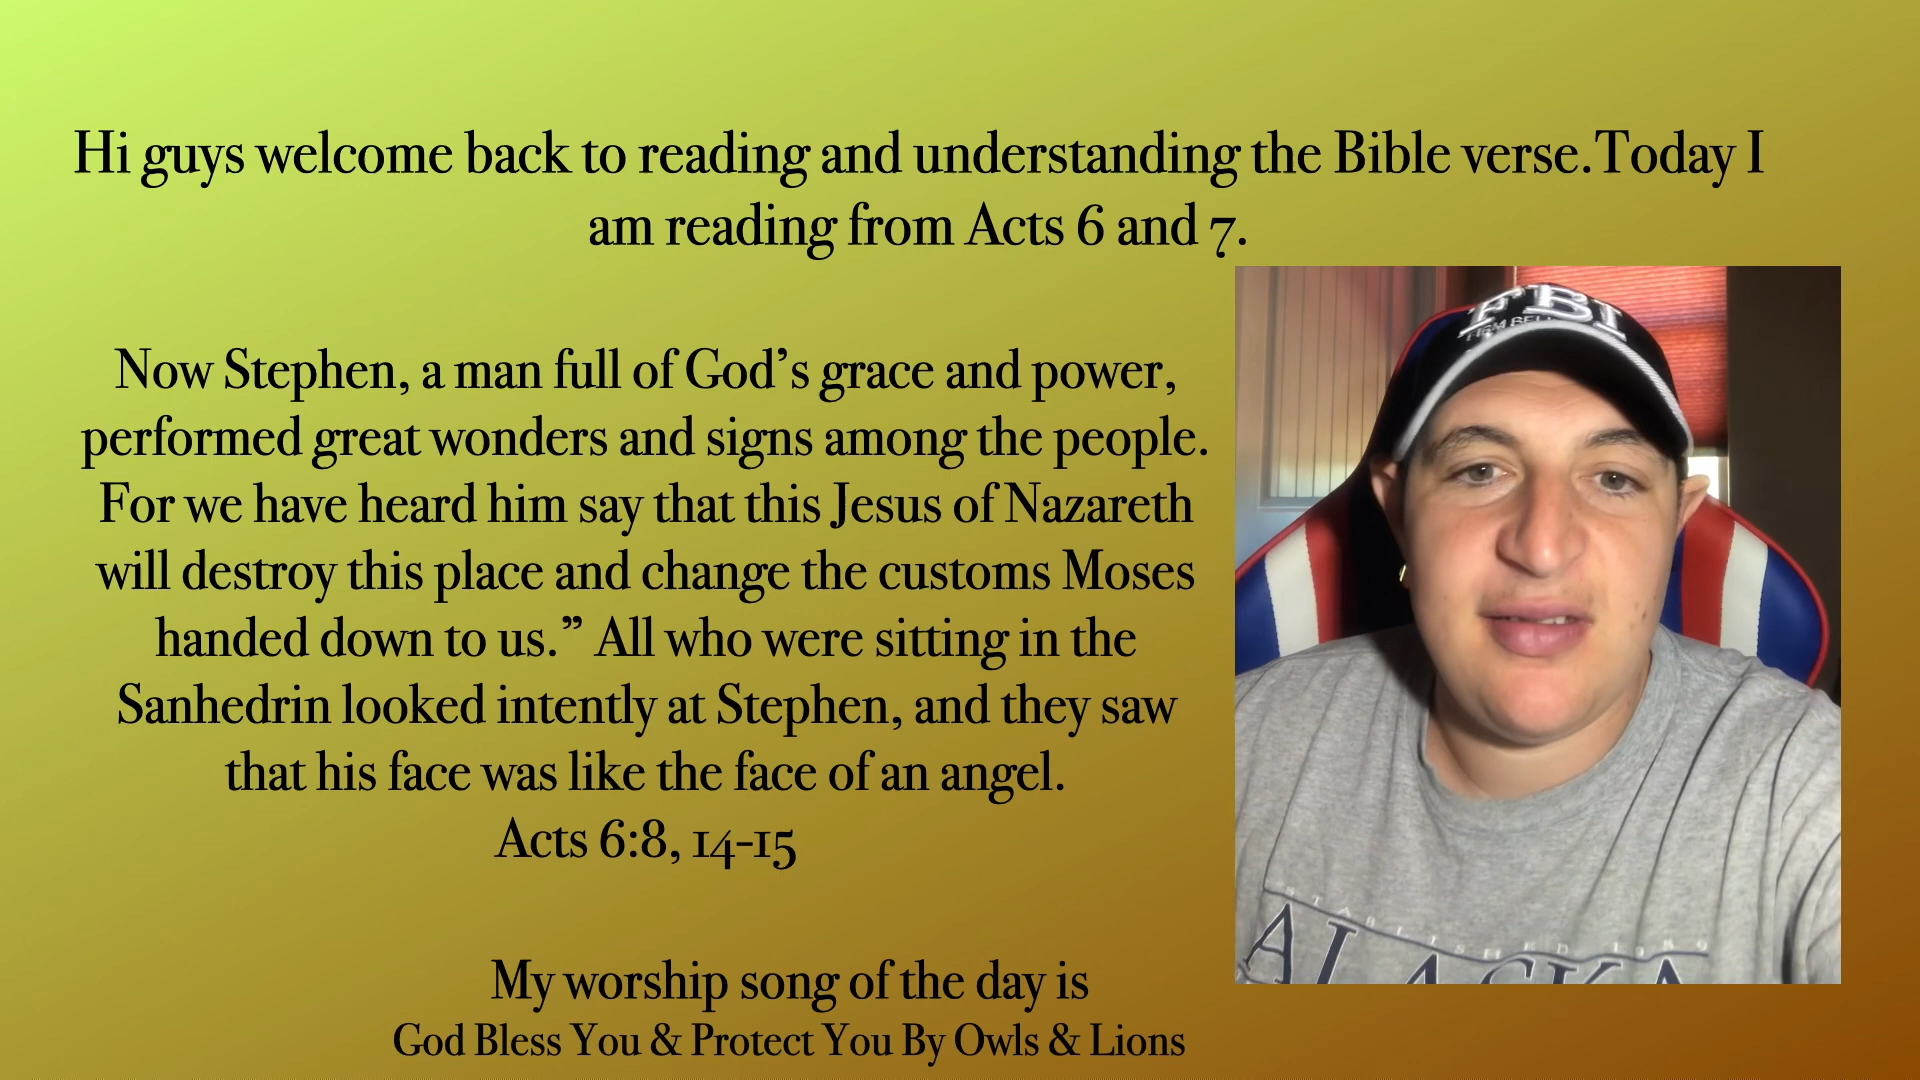 Hi guys welcome back to reading and understanding the Bible verse. Today I
am reading from Acts 6 and 7.
Now Stephen, a man full of God’s grace and power,
performed great wonders and signs among the people.
For we have heard him say that this Jesus of Nazareth
will destroy this place and change the customs Moses
handed down to us.” All who were sitting in the
Sanhedrin looked intently at Stephen, and they saw
that his face was like the face of an angel.
Acts 6:8, 14-15
My worship song of the day is
God Bless You & Protect You By Owls & Lions
FBI
ALASKA